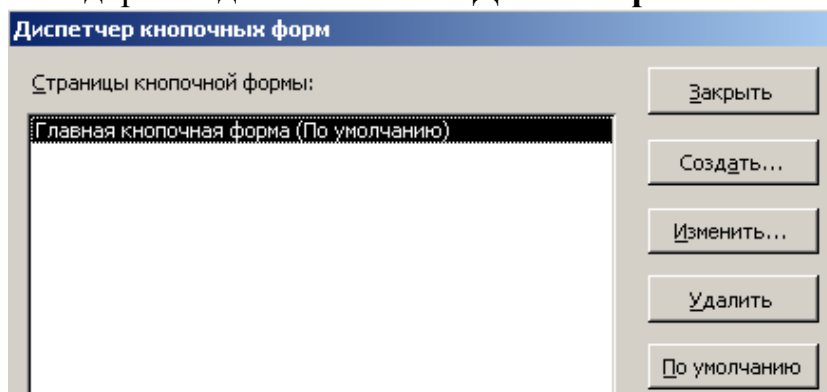 Диспетчер кнопочных форм
Страницы кнопочной формы:
Закрыть
Главная кнопочная форма (По умолчанию)
Создать...
Изменить...
Удалить
По умолчанию